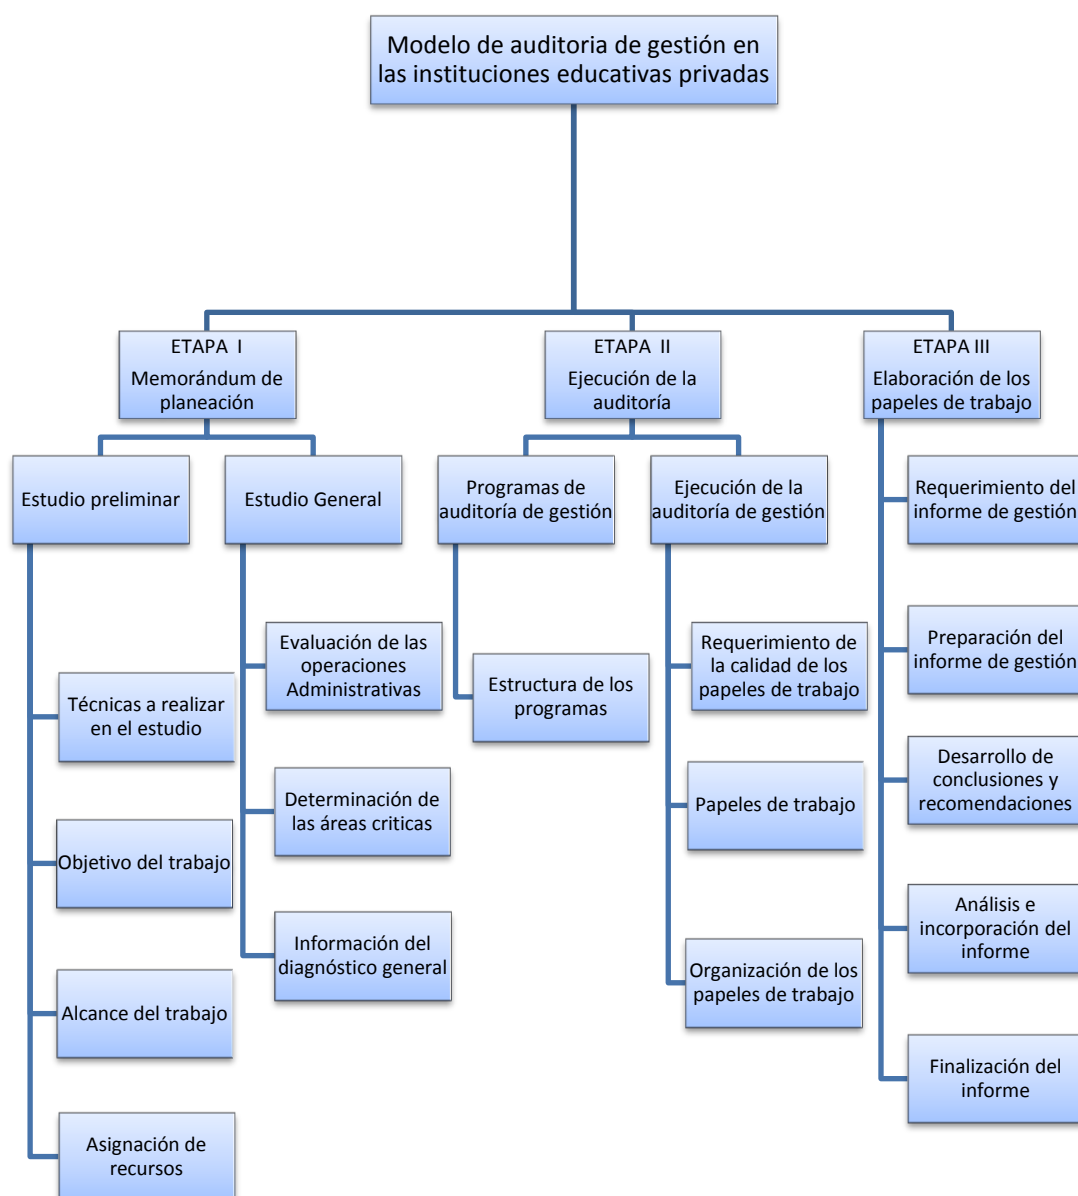 Modelo de auditoria de gestión en
las instituciones educativas privadas
ETAPA I
Memorándum de
planeación
ETAPA II
Ejecución de la
auditoría
ETAPA III
Elaboración de los
papeles de trabajo
Estudio preliminar
Estudio General
Programas de
auditoría de gestión
Ejecución de la
auditoría de gestión
Técnicas a realizar
en el estudio
Objetivo del trabajo
Alcance del trabajo
Asignación de
recursos
Evaluación de las
operaciones
Administrativas
Determinación de
las áreas criticas
Información del
diagnóstico general
Estructura de los
programas
Requerimiento de
la calidad de los
papeles de trabajo
Papeles de trabajo
Organización de los
papeles de trabajo
Requerimiento del
informe de gestión
Preparación del
informe de gestión
Desarrollo de
conclusiones y
recomendaciones
Análisis e
incorporación del
informe
Finalización del
informe